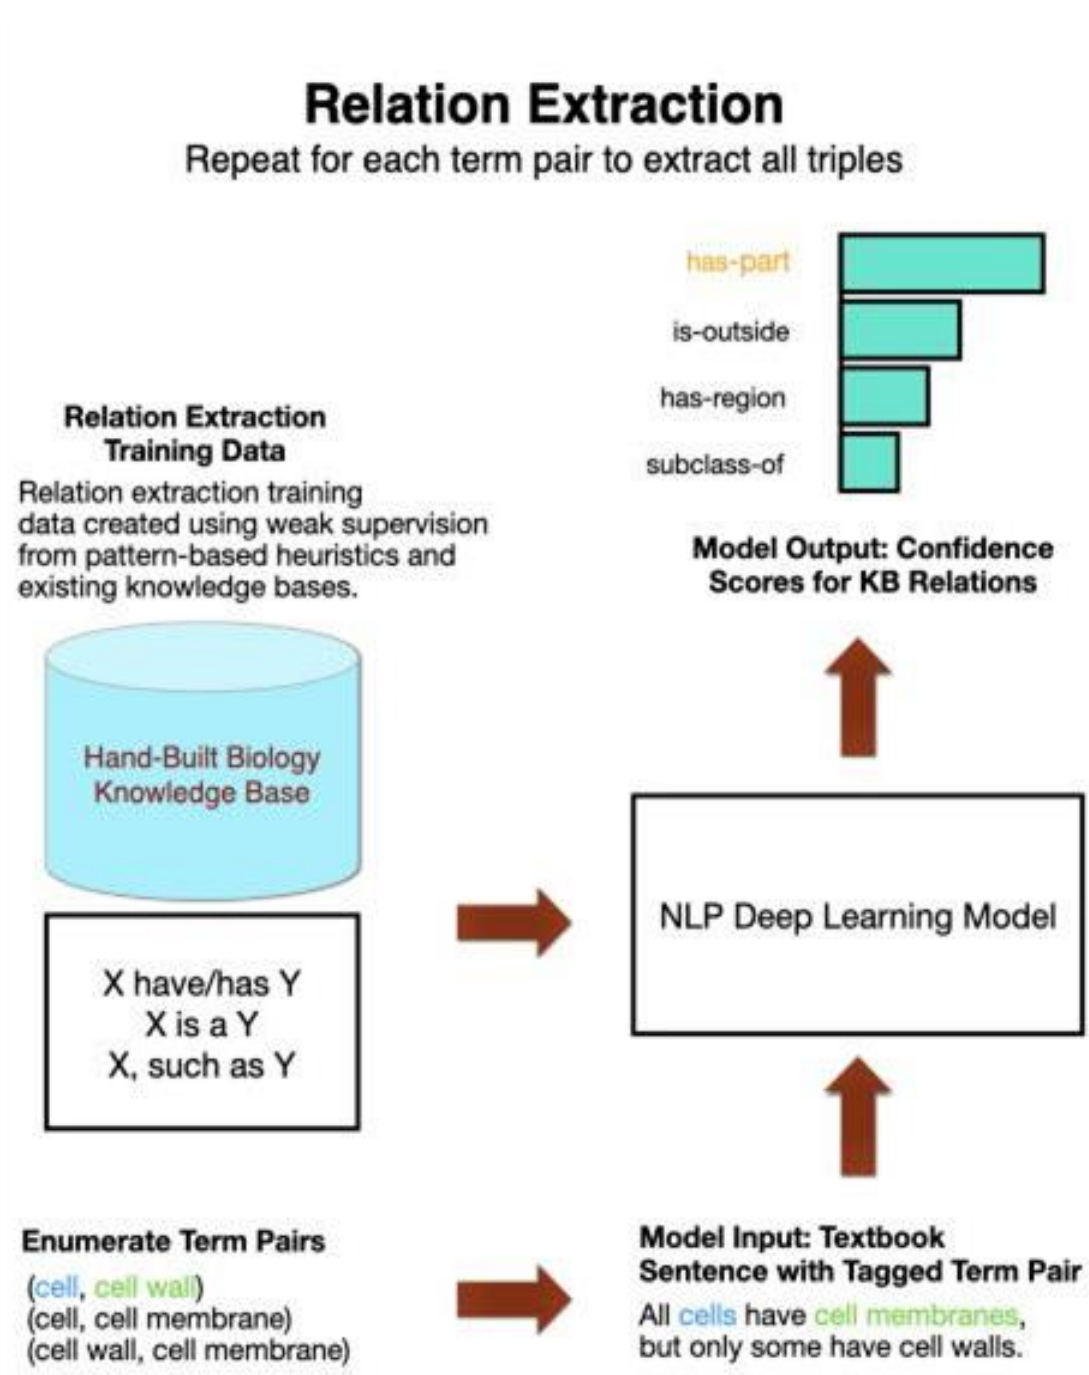 Relation Extraction
Repeat for each term pair to extract all triples
has-part
is-outside
has-region
subclass-of
Model Output: Confidence
Scores for KB Relations
Relation Extraction
Training Data
Relation extraction training
data created using weak supervision
from pattern-based heuristics and
existing knowledge bases.
Hand-Built Biology
Knowledge Base
X have/has Y
X is a Y
X, such as Y
NLP Deep Learning Model
Enumerate Term Pairs
(cell, cell wall)
(cell, cell membrane)
(cell wall, cell membrane)
Model Input: Textbook
Sentence with Tagged Term Pair
All cells have cell membranes,
but only some have cell walls.